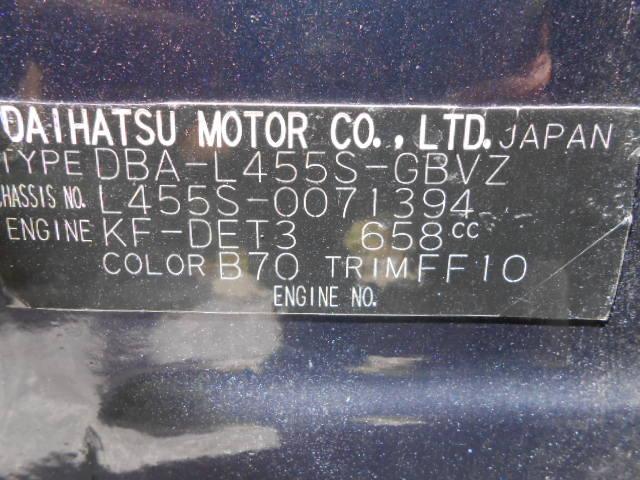 DAIHATSU MOTOR CO., LTD. JAPAN
TYPE DBA-L455S-GBVZ
CHASSIS NO. L455S-0071394
ENGINE KF-DET3 658cc
COLOR B70 TRIM FF10
ENGINE NO.